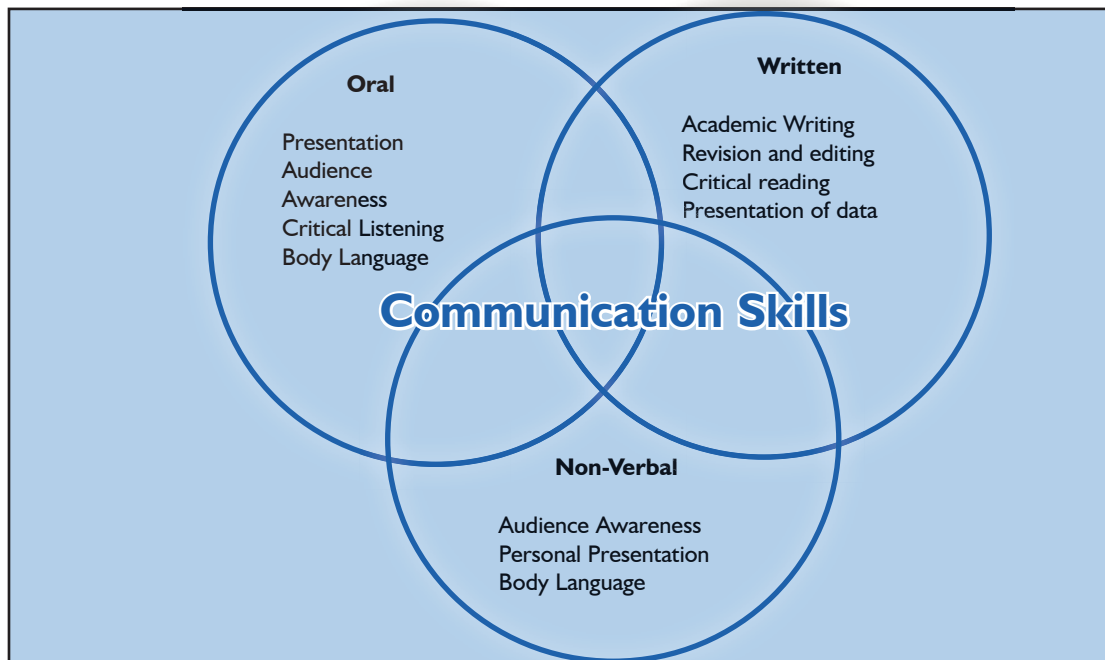 Oral
Presentation
Audience
Awareness
Critical Listening
Body Language
Written
Academic Writing
Revision and editing
Critical reading
Presentation of data
Communication Skills
Non-Verbal
Audience Awareness
Personal Presentation
Body Language